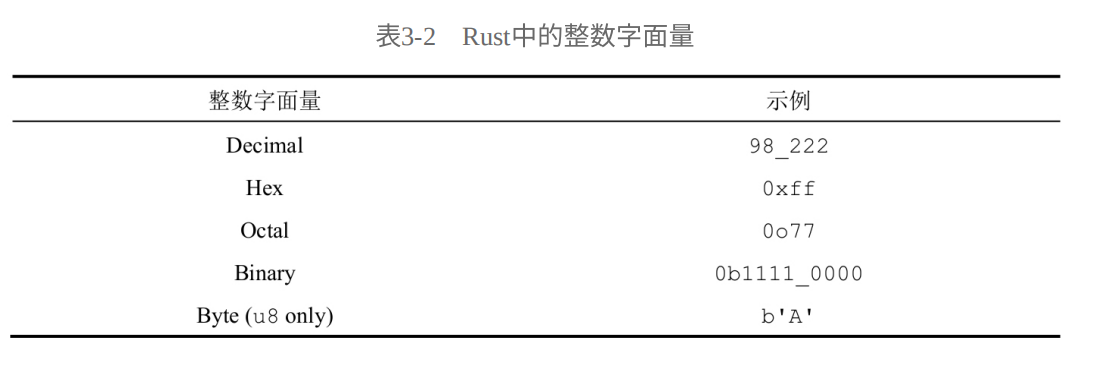 表3-2 Rust中的整数字面量
整数字面量 示例
Decimal 98_222
Hex 0xff
Octal 0o77
Binary 0b1111_0000
Byte (u8 only) b'A'